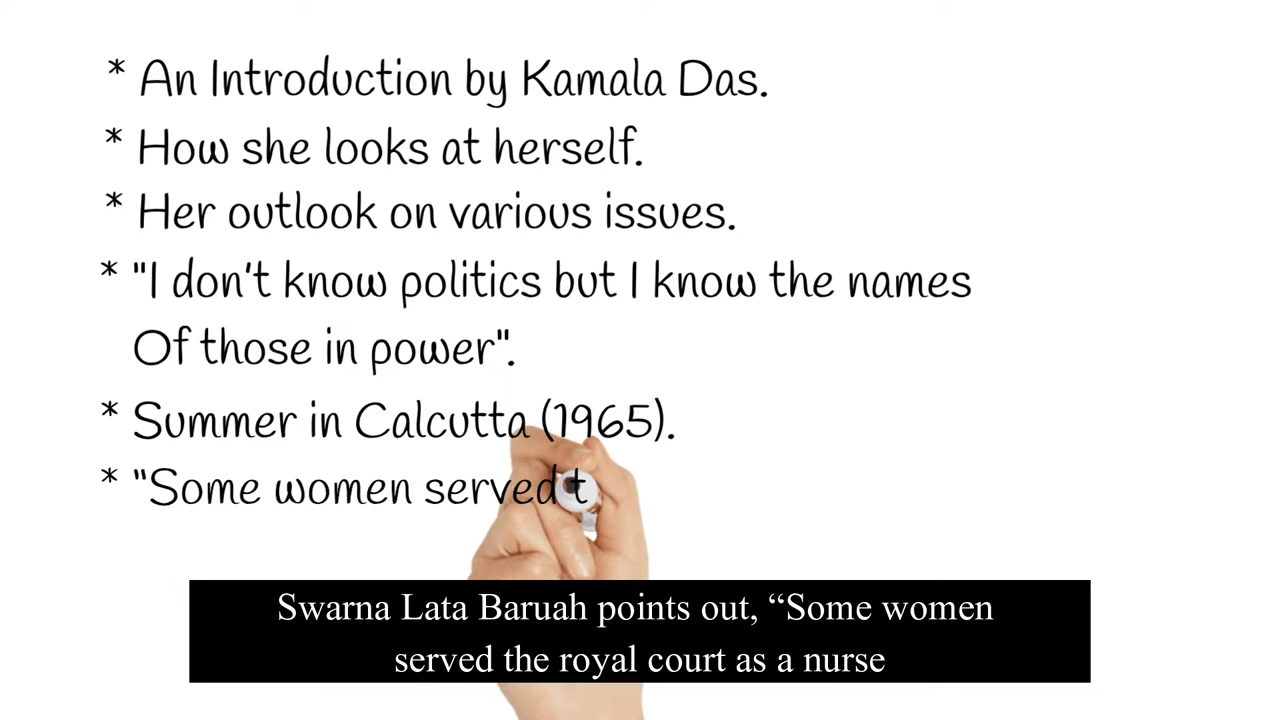 * An Introduction by Kamala Das.
* How she looks at herself.
* Her outlook on various issues.
* "I don't know politics but I know the names
Of those in power".
* Summer in Calcutta (1965).
* "Some women served t
Swarna Lata Baruah points out, “Some women
served the royal court as a nurse